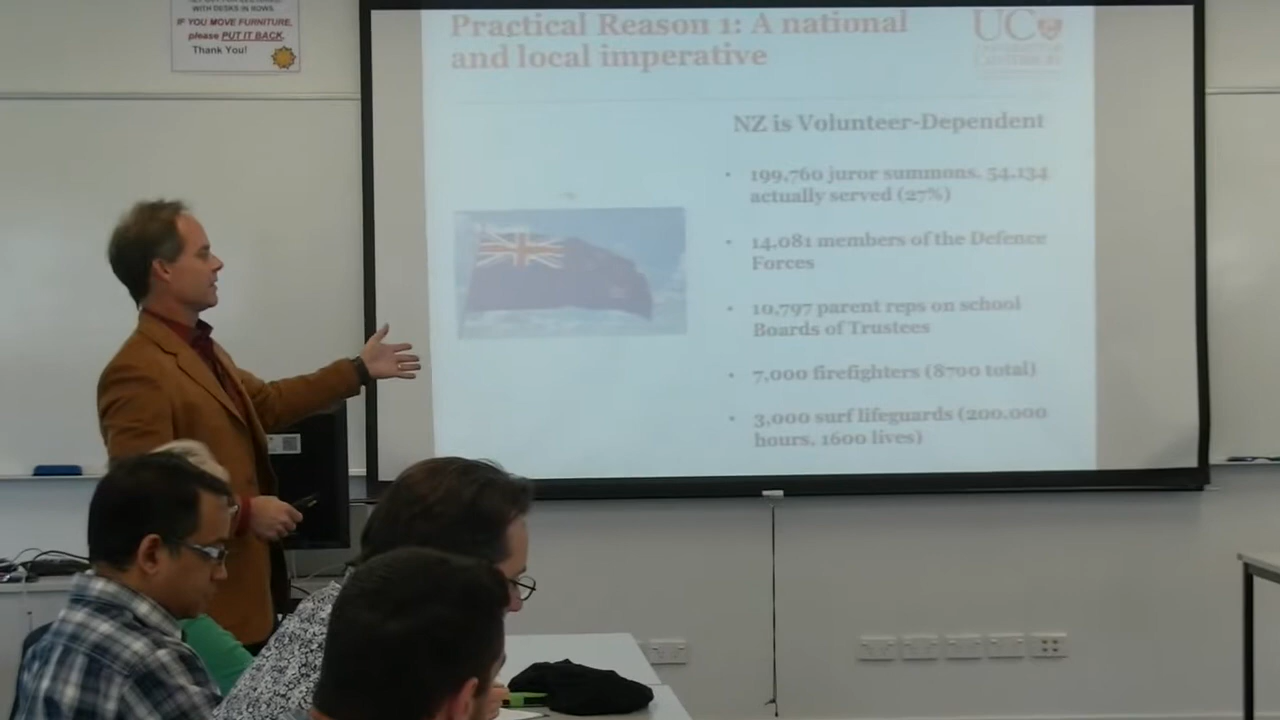 WITH DESKS IN ROWS.
IF YOU MOVE FURNITURE,
please PUT IT BACK.
Thank You!
Practical Reason 1: A national
and local imperative
UC
NZ is Volunteer-Dependent
• 199,760 juror summons, 54,134
actually served (27%)
• 14,081 members of the Defence
Forces
• 10,797 parent reps on school
Boards of Trustees
• 7,000 firefighters (8700 total)
• 3,000 surf lifeguards (200,000
hours, 1600 lives)